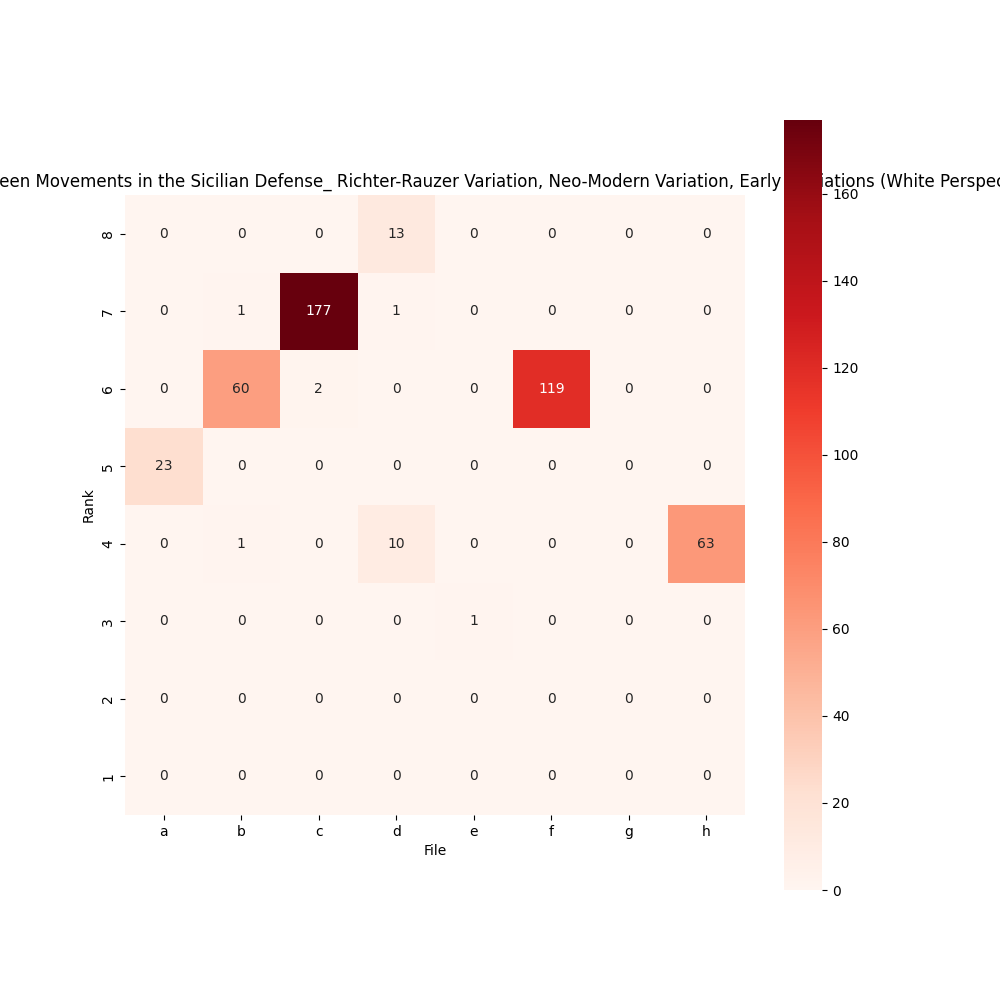 een Movements in the Sicilian Defense_ Richter-Rauzer Variation, Neo-Modern Variation, Early iations (White Perspec
8 0 0 0 13 0 0 0 0
7 0 1 177 1 0 0 0 0
6 0 60 2 0 0 119 0 0
5 23 0 0 0 0 0 0 0
Rank
4 0 1 0 10 0 0 0 63
3 0 0 0 0 1 0 0 0
2 0 0 0 0 0 0 0 0
1 0 0 0 0 0 0 0 0
a b c d e f g h
File
160
140
120
100
80
60
40
20
0